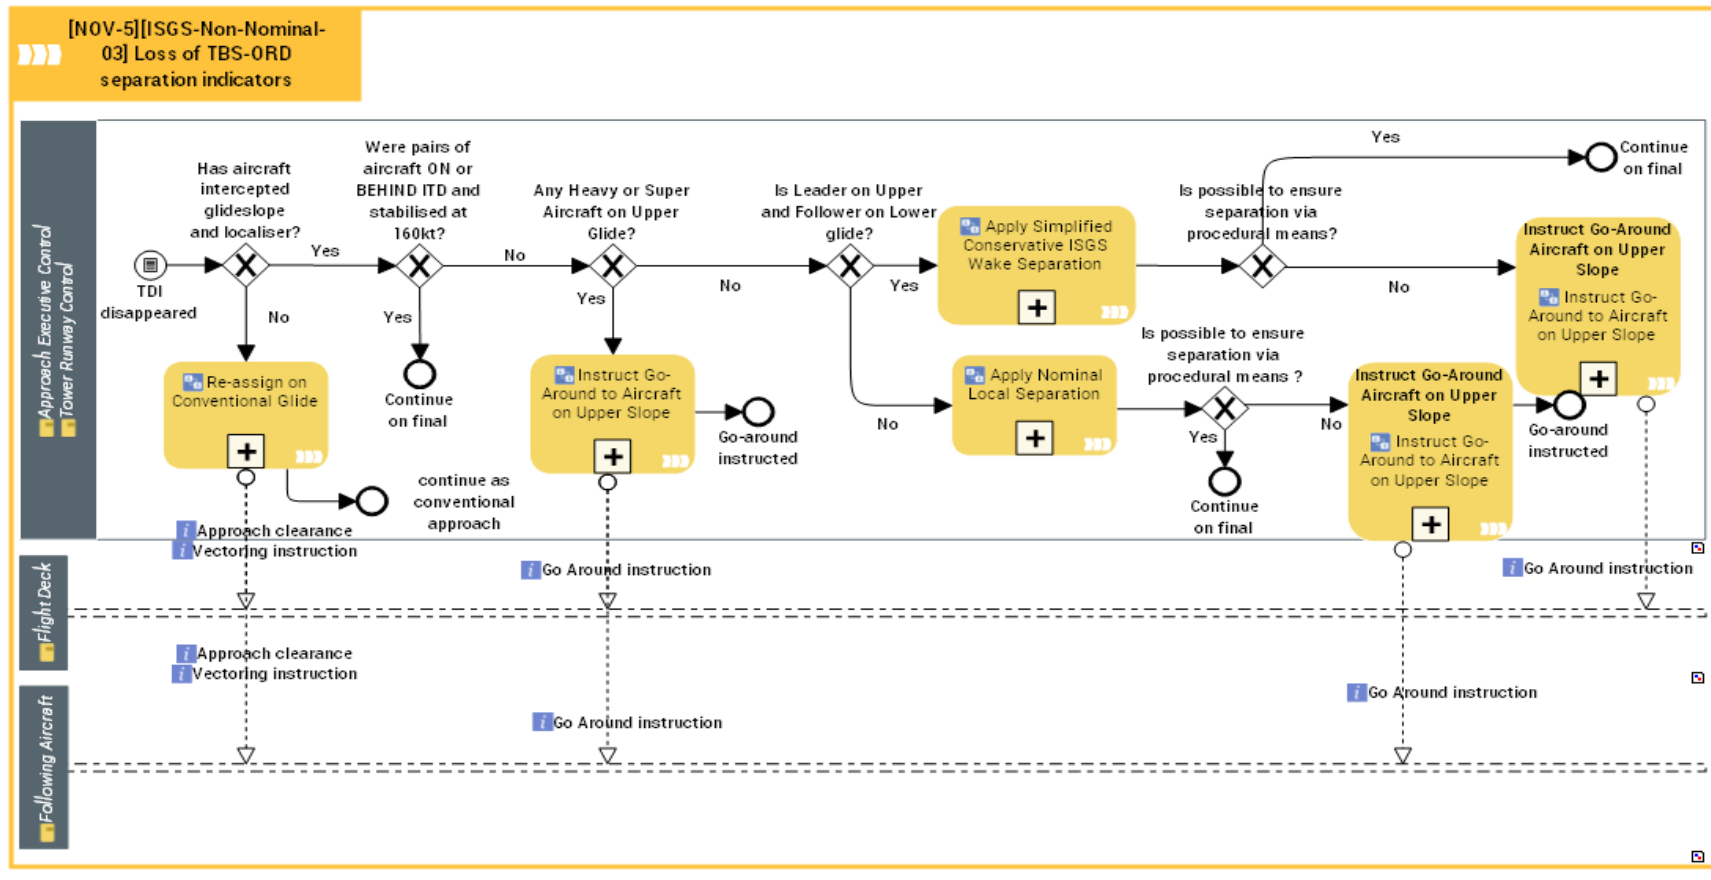 [NOV-5][ISGS-Non-Nominal-
03] Loss of TBS-ORD
separation indicators
Approach Executive Control
Tower Runway Control
TDI
disappeared
Has aircraft
intercepted
glideslope
and localiser?
Yes
No
Were pairs of
aircraft ON or
BEHIND ITD and
stabilised at
160kt?
No
Yes
Continue
on final
Any Heavy or Super
Aircraft on Upper
Glide?
No
Yes
Is Leader on Upper
and Follower on Lower
glide?
Yes
No
Apply Simplified
Conservative ISGS
Wake Separation
Is possible to ensure
separation via
procedural means?
Yes
Continue
on final
No
Instruct Go-Around
Aircraft on Upper
Slope
Instruct Go-
Around to Aircraft
on Upper Slope
Re-assign on
Conventional Glide
continue as
conventional
approach
Instruct Go-
Around to Aircraft
on Upper Slope
Go-around
instructed
Apply Nominal
Local Separation
Is possible to ensure
separation via
procedural means ?
Yes
Continue
on final
No
Instruct Go-Around
Aircraft on Upper
Slope
Instruct Go-
Around to Aircraft
on Upper Slope
Go-around
instructed
Approach clearance
Vectoring instruction
Go Around instruction
Go Around instruction
Flight Deck
Approach clearance
Vectoring instruction
Go Around instruction
Go Around instruction
Following Aircraft